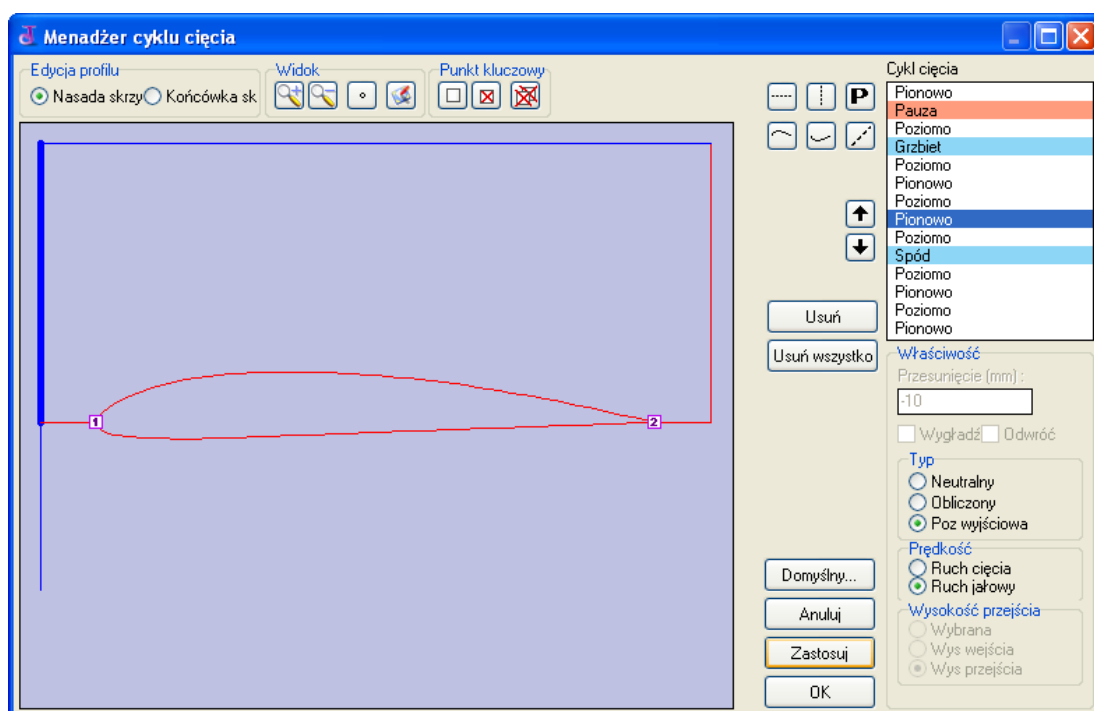 Menadżer cyklu cięcia
Edycja profilu
Nasada skrzy
Końcówka sk
Widok
Punkt kluczowy
P
1
2
Usuń
Usuń wszystko
Domyślny...
Anuluj
Zastosuj
OK
Cykl cięcia
Pionowo
Pauza
Poziomo
Grzbiet
Poziomo
Pionowo
Poziomo
Pionowo
Poziomo
Spód
Poziomo
Pionowo
Poziomo
Pionowo
Właściwość
Przesunięcie (mm) :
-10
Wygładź
Odwróć
Typ
Neutralny
Obliczony
Poz wyjściowa
Prędkość
Ruch cięcia
Ruch jałowy
Wysokość przejścia
Wybrana
Wys wejścia
Wys przejścia